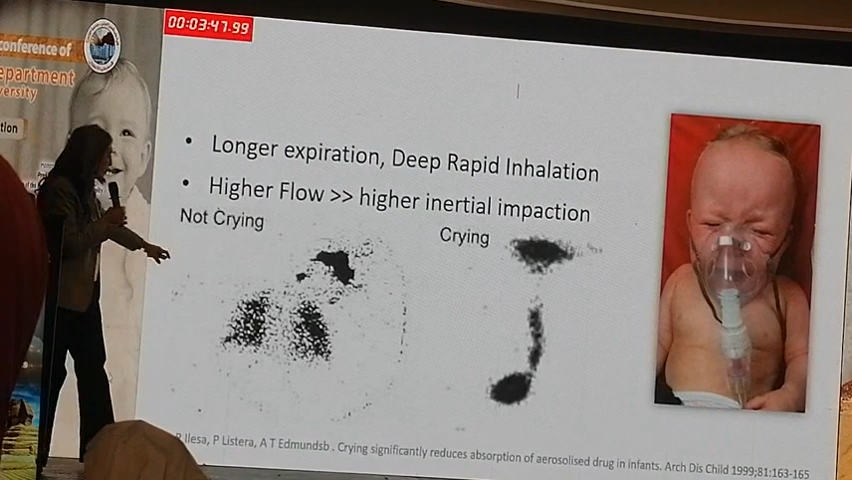 00:03:47.99
conference of
epartment
versity
tion
• Longer expiration, Deep Rapid Inhalation
• Higher Flow >> higher inertial impaction
Not Crying
Crying
Ilesa, P Listera, A T Edmundsb . Crying significantly reduces absorption of aerosolised drug in infants. Arch Dis Child 1999;81:163-165